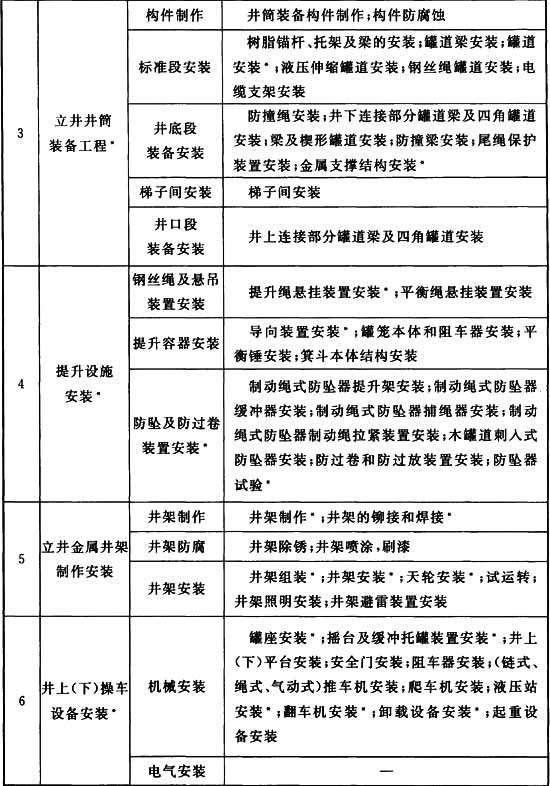 3
立井井筒
装备工程*
构件制作
井筒装备构件制作;构件防腐蚀
标准段安装
树脂锚杆、托架及梁的安装;罐道梁安装;罐道
安装*;液压伸缩罐道安装;钢丝绳罐道安装;电
缆支架安装
井底段
装备安装
防撞绳安装;井下连接部分罐道梁及四角罐道
安装;梁及楔形罐道安装;防撞梁安装;尾绳保护
装置安装;金属支撑结构安装*
梯子间安装
梯子间安装
井口段
装备安装
井上连接部分罐道梁及四角罐道安装
4
提升设施
安装*
钢丝绳及悬吊
装置安装
提升绳悬挂装置安装*;平衡绳悬挂装置安装
提升容器安装
导向装置安装*;罐笼本体和阻车器安装;平
衡锤安装;箕斗本体结构安装
防坠及防过卷
装置安装*
制动绳式防坠器提升架安装;制动绳式防坠器
缓冲器安装;制动绳式防坠器捕绳器安装;制动
绳式防坠器制动绳拉紧装置安装;木罐道刺入式
防坠器安装;防过卷和防过放装置安装;防坠器
试验*
5
立井金属井架
制作安装
井架制作
井架制作*;井架的铆接和焊接*
井架防腐
井架除锈;井架喷涂,刷漆
井架安装
井架组装*;井架安装*;天轮安装*;试运转;
井架照明安装;井架避雷装置安装
6
井上(下)操车
设备安装*
机械安装
罐座安装*;摇台及缓冲托罐装置安装*;井上
(下)平台安装;安全门安装;阻车器安装;(链式、
绳式、气动式)推车机安装;爬车机安装;液压站
安装*;翻车机安装*;卸载设备安装*;起重设
备安装
电气安装
—